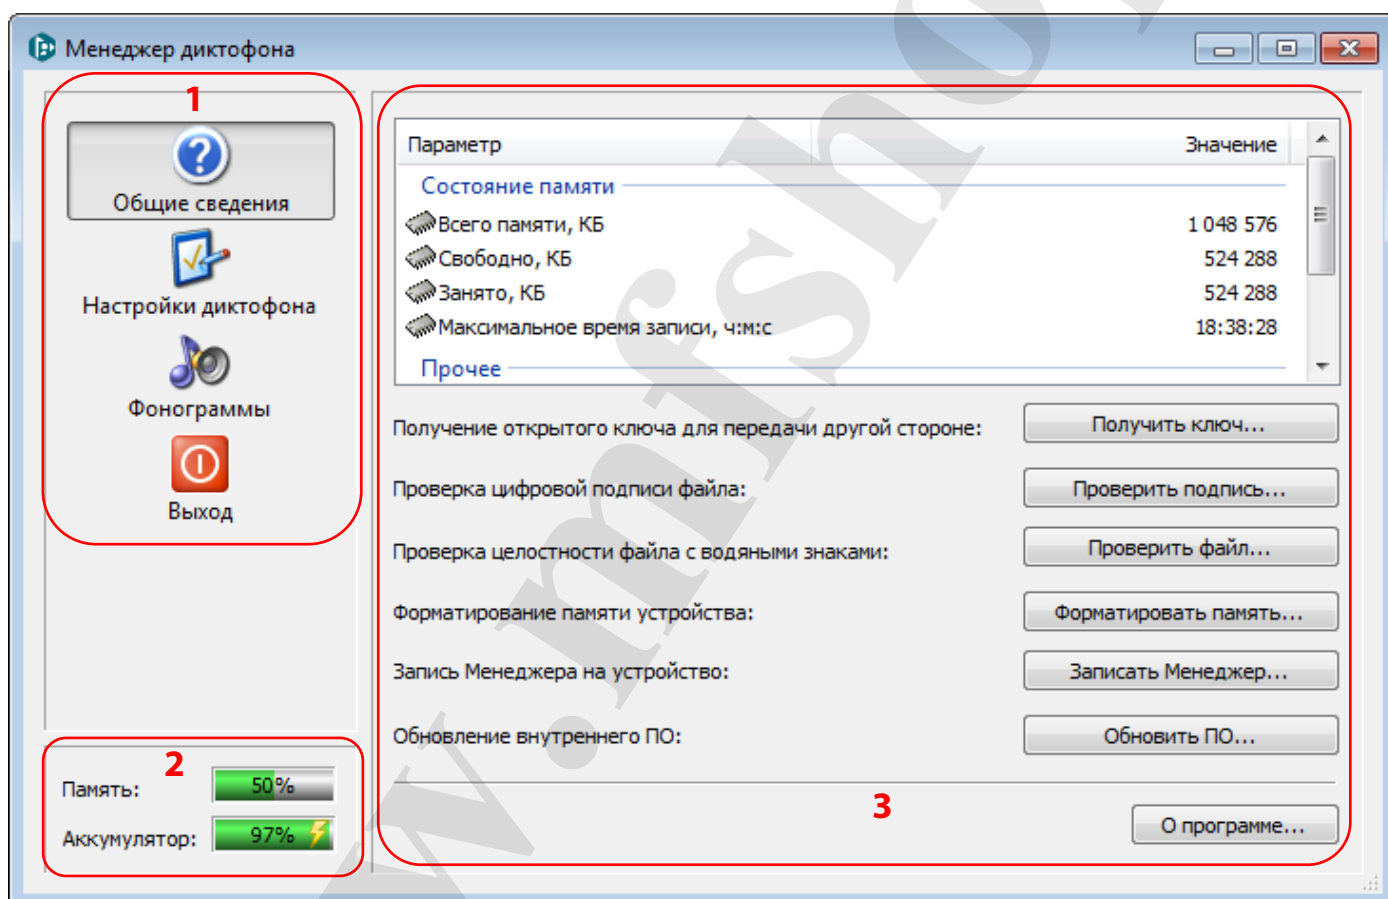 Менеджер диктофона
1
Общие сведения
Настройки диктофона
Фонограммы
Выход
2
Память: 50%
Аккумулятор: 97%
Параметр Значение
Состояние памяти
Всего памяти, КБ 1 048 576
Свободно, КБ 524 288
Занято, КБ 524 288
Максимальное время записи, ч:м:с 18:38:28
Прочее
Получение открытого ключа для передачи другой стороне: Получить ключ...
Проверка цифровой подписи файла: Проверить подпись...
Проверка целостности файла с водяными знаками: Проверить файл...
Форматирование памяти устройства: Форматировать память...
Запись Менеджера на устройство: Записать Менеджер...
Обновление внутреннего ПО: Обновить ПО...
3
О программе...
w.mfsho